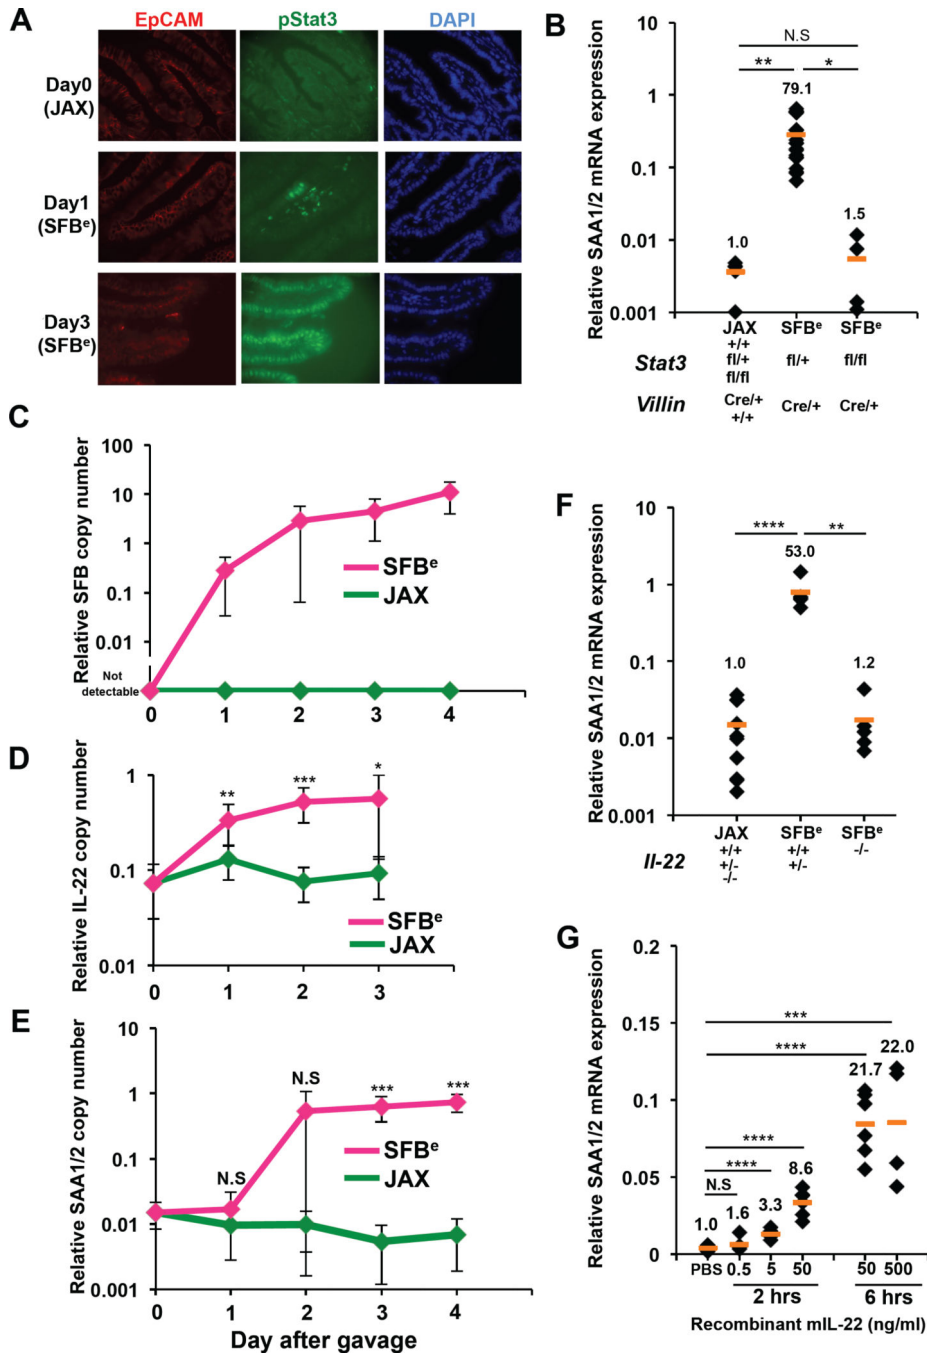 A
EpCAM pStat3 DAPI
Day0
(JAX)
Day1
(SFBe)
Day3
(SFBe)
B
Relative SAA1/2 mRNA expression
10
1
0.1
0.01
0.001
N.S
** *
79.1
1.0
1.5
JAX SFBe SFBe
Stat3
+/+
fl/+
fl/fl
fl/+ fl/fl
Villin
Cre/+
+/+
Cre/+ Cre/+
C
Relative SFB copy number
100
10
1
0.1
0.01
Not
detectable
SFBe
JAX
0 1 2 3 4
D
Relative IL-22 copy number
1
0.1
0.01
** *** *
SFBe
JAX
0 1 2 3
E
Relative SAA1/2 copy number
10
1
0.1
0.01
0.001
N.S N.S *** ***
SFBe
JAX
0 1 2 3 4
Day after gavage
F
Relative SAA1/2 mRNA expression
10
1
0.1
0.01
0.001
**** **
53.0
1.0
1.2
JAX SFBe SFBe
Il-22
+/+
+/-
-/-
+/+
+/-
-/-
G
Relative SAA1/2 mRNA expression
0.2
0.15
0.1
0.05
0
***
****
****
****
N.S
1.0 1.6 3.3 8.6 21.7 22.0
PBS 0.5 5 50 50 500
2 hrs 6 hrs
Recombinant mIL-22 (ng/ml)